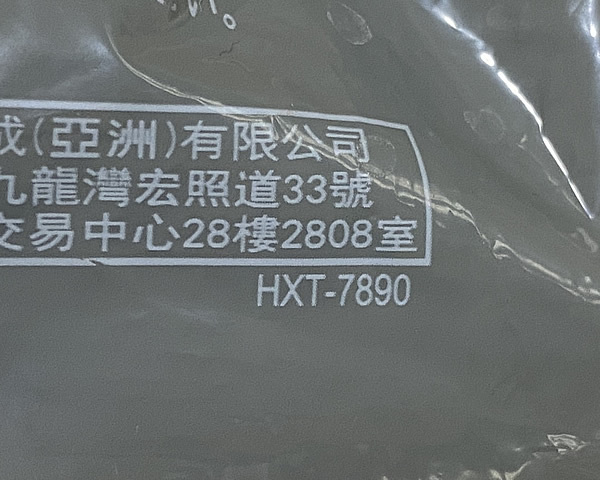 成(亞洲)有限公司
九龍灣宏照道33號
交易中心28樓2808室
HXT-7890